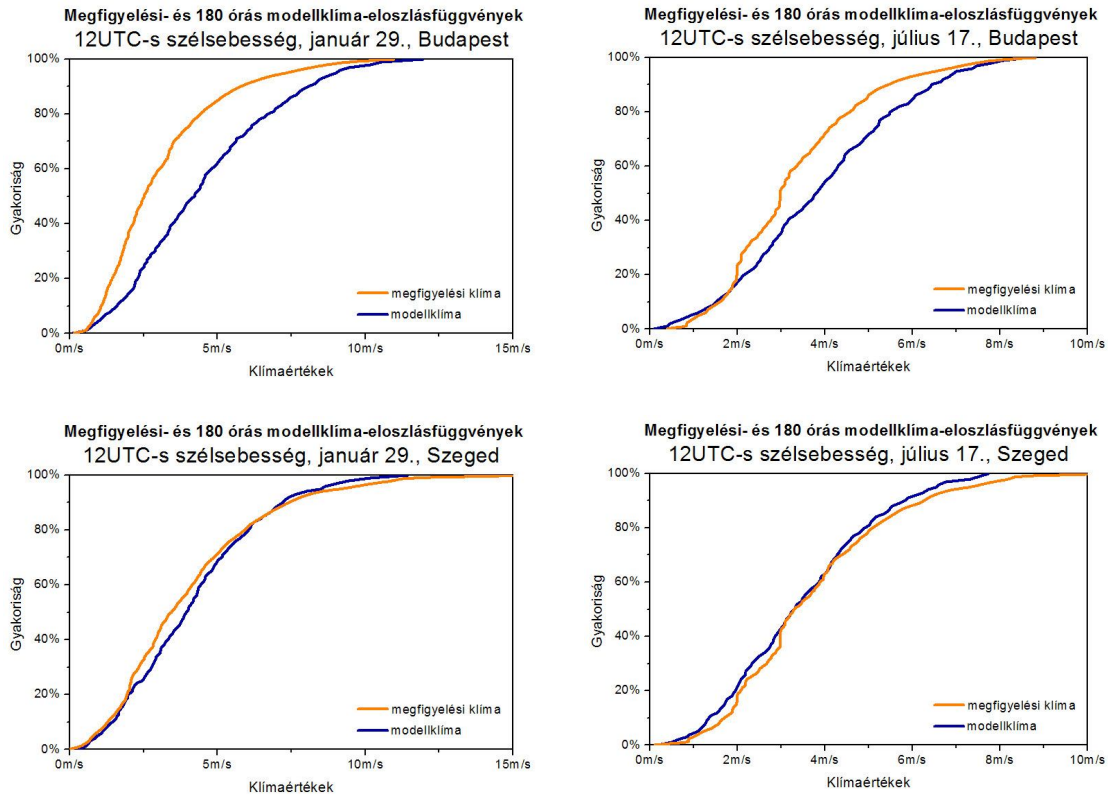 Megfigyelési- és 180 órás modellklíma-eloszlásfüggvények
12UTC-s szélsebesség, január 29., Budapest
100%
80%
60%
40%
20%
0%
Gyakoriság
megfigyelési klíma
modellklíma
0m/s 5m/s 10m/s 15m/s
Klímaértékek
Megfigyelési- és 180 órás modellklíma-eloszlásfüggvények
12UTC-s szélsebesség, július 17., Budapest
100%
80%
60%
40%
20%
0%
Gyakoriság
megfigyelési klíma
modellklíma
0m/s 2m/s 4m/s 6m/s 8m/s 10m/s
Klímaértékek
Megfigyelési- és 180 órás modellklíma-eloszlásfüggvények
12UTC-s szélsebesség, január 29., Szeged
100%
80%
60%
40%
20%
0%
Gyakoriság
megfigyelési klíma
modellklíma
0m/s 5m/s 10m/s 15m/s
Klímaértékek
Megfigyelési- és 180 órás modellklíma-eloszlásfüggvények
12UTC-s szélsebesség, július 17., Szeged
100%
80%
60%
40%
20%
0%
Gyakoriság
megfigyelési klíma
modellklíma
0m/s 2m/s 4m/s 6m/s 8m/s 10m/s
Klímaértékek